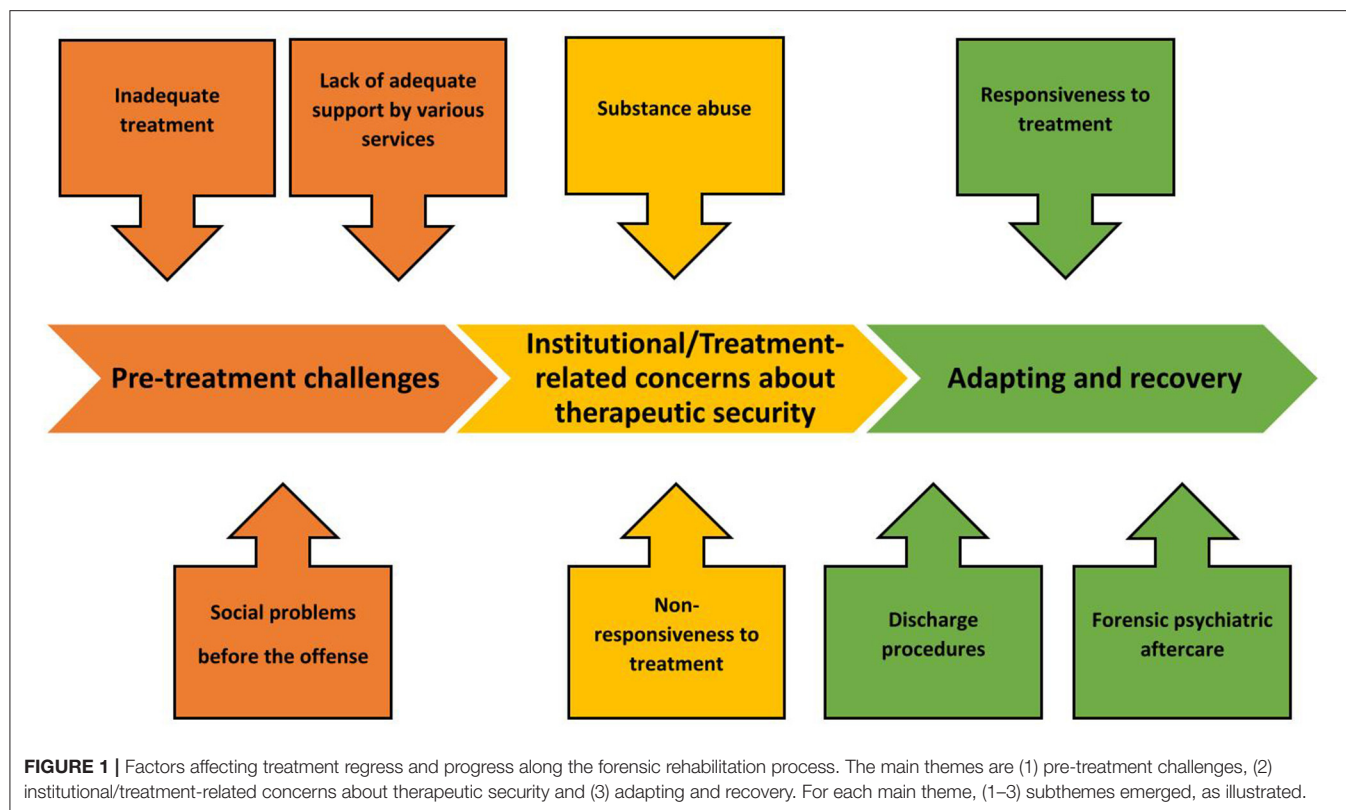 Inadequate
treatment
Lack of adequate
support by various
services
Substance abuse
Responsiveness to
treatment
Pre-treatment challenges
Institutional/Treatment-
related concerns about
therapeutic security
Adapting and recovery
Social problems
before the offense
Non-
responsiveness to
treatment
Discharge
procedures
Forensic psychiatric
aftercare
FIGURE 1 | Factors affecting treatment regress and progress along the forensic rehabilitation process. The main themes are (1) pre-treatment challenges, (2)
institutional/treatment-related concerns about therapeutic security and (3) adapting and recovery. For each main theme, (1–3) subthemes emerged, as illustrated.